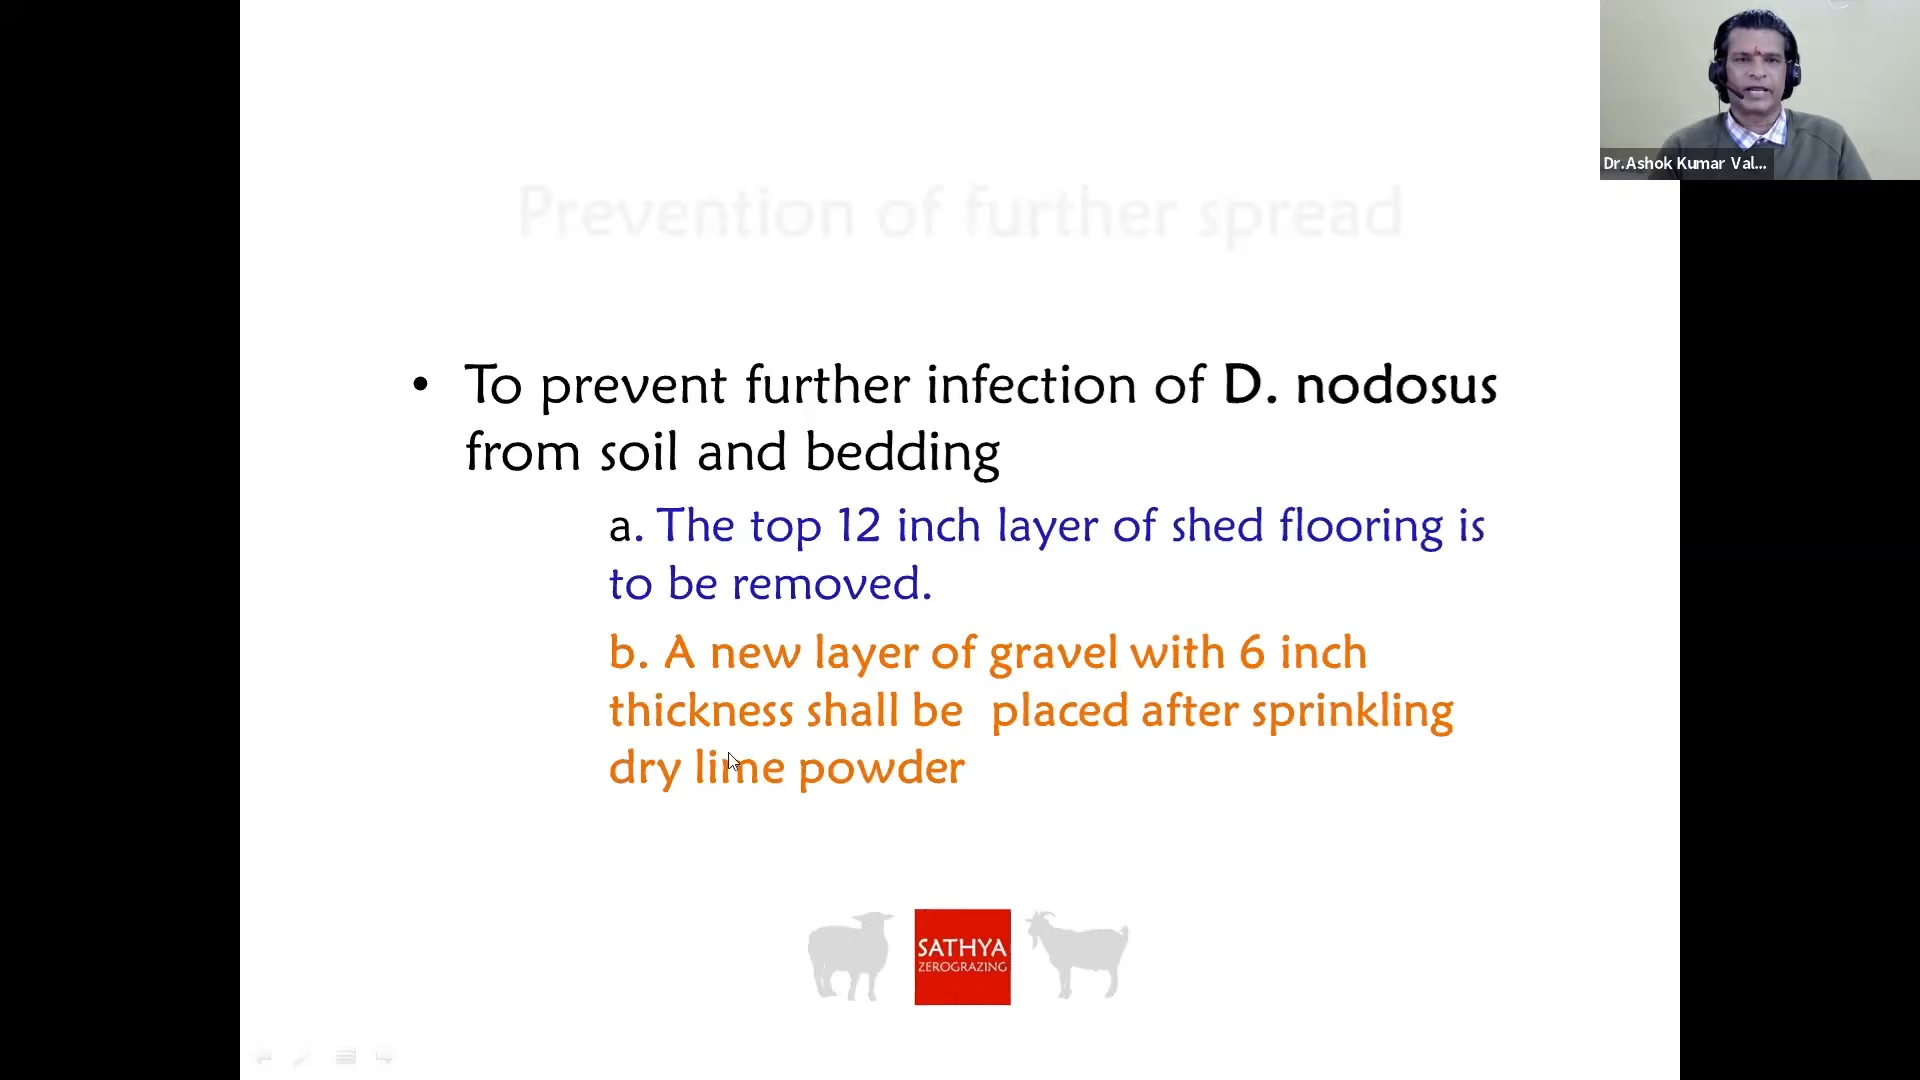 Dr.Ashok Kumar Val...
Prevention of further spread
• To prevent further infection of D. nodosus
from soil and bedding
a. The top 12 inch layer of shed flooring is
to be removed.
b. A new layer of gravel with 6 inch
thickness shall be placed after sprinkling
dry lime powder
SATHYA
ZEROGRAZING